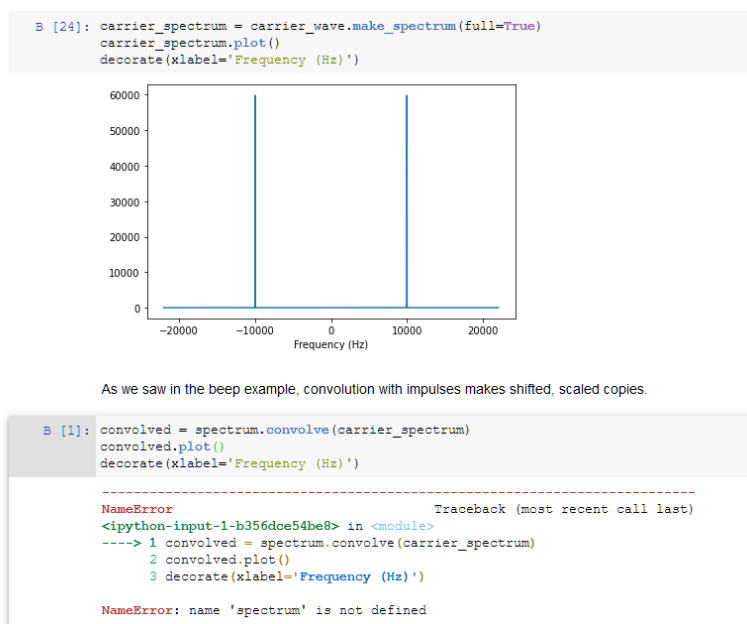 В [24]: carrier_spectrum = carrier_wave.make_spectrum(full=True)
carrier_spectrum.plot()
decorate(xlabel='Frequency (Hz)')
60000
50000
40000
30000
20000
10000
0
−20000 −10000 0 10000 20000
Frequency (Hz)
As we saw in the beep example, convolution with impulses makes shifted, scaled copies.
В [1]: convolved = spectrum.convolve(carrier_spectrum)
convolved.plot()
decorate(xlabel='Frequency (Hz)')
---------------------------------------------------------------------------
NameError Traceback (most recent call last)
<ipython-input-1-b356dce54be8> in <module>
----> 1 convolved = spectrum.convolve(carrier_spectrum)
2 convolved.plot()
3 decorate(xlabel='Frequency (Hz)')
NameError: name 'spectrum' is not defined